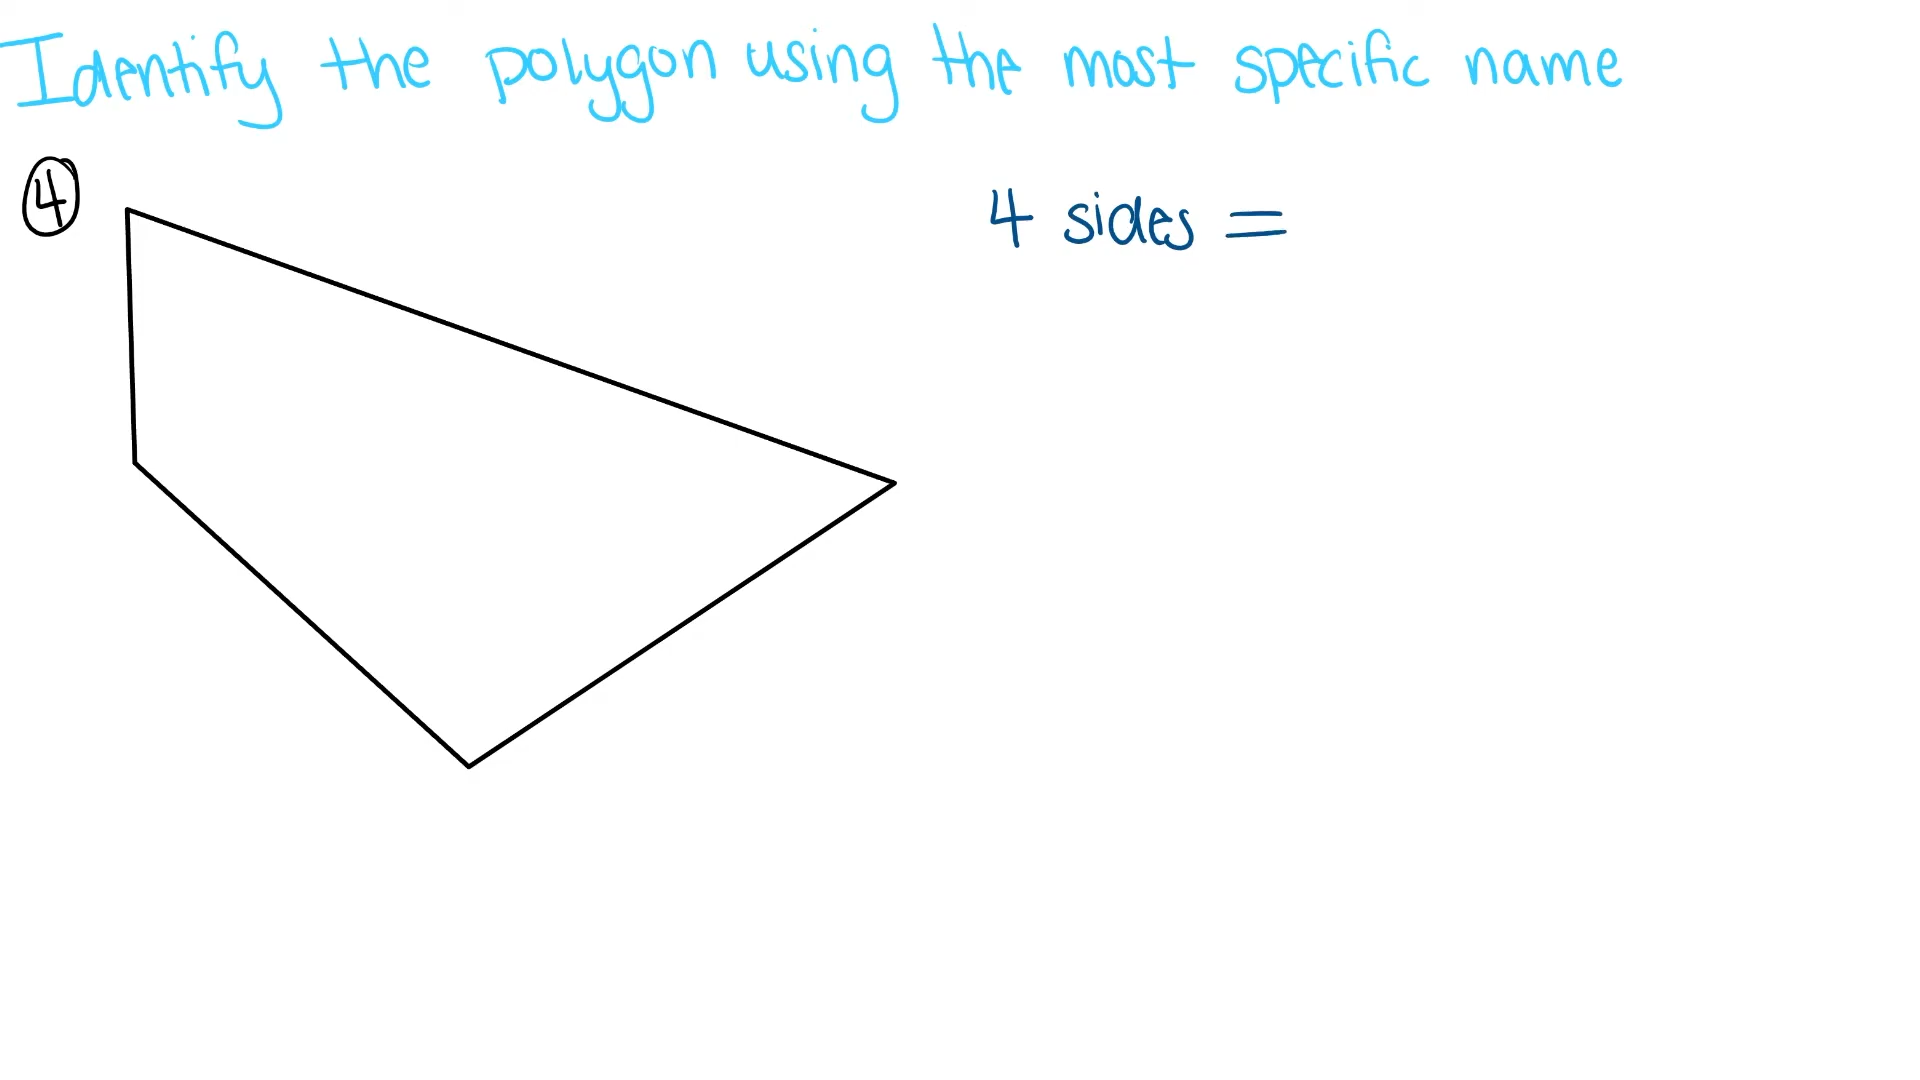 Identify the polygon using the most specific name
4
4 sides =